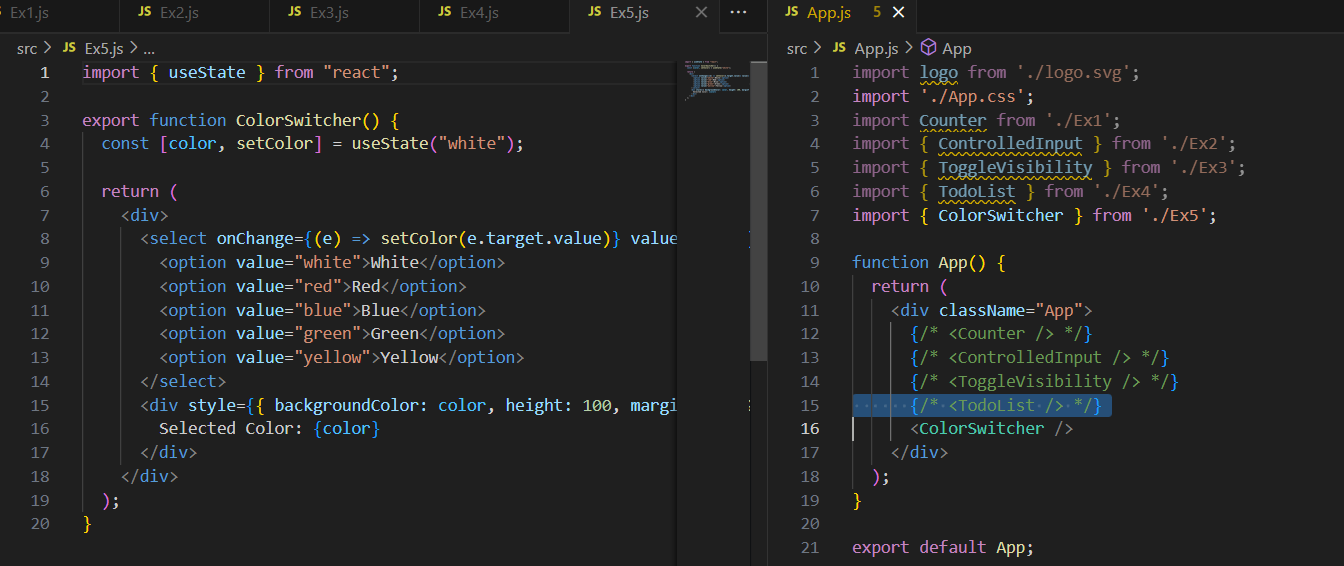 Ex1.js
JS Ex2.js
JS Ex3.js
JS Ex4.js
JS Ex5.js
src > JS Ex5.js > ...
1 import { useState } from "react";
2
3 export function ColorSwitcher() {
4 const [color, setColor] = useState("white");
5
6 return (
7 <div>
8 <select onChange={(e) => setColor(e.target.value)} value
9 <option value="white">White</option>
10 <option value="red">Red</option>
11 <option value="blue">Blue</option>
12 <option value="green">Green</option>
13 <option value="yellow">Yellow</option>
14 </select>
15 <div style={{ backgroundColor: color, height: 100, margi
16 Selected Color: {color}
17 </div>
18 </div>
19 );
20 }
JS App.js 5
src > JS App.js > App
1 import logo from './logo.svg';
2 import './App.css';
3 import Counter from './Ex1';
4 import { ControlledInput } from './Ex2';
5 import { ToggleVisibility } from './Ex3';
6 import { TodoList } from './Ex4';
7 import { ColorSwitcher } from './Ex5';
8
9 function App() {
10 return (
11 <div className="App">
12 {/* <Counter /> */}
13 {/* <ControlledInput /> */}
14 {/* <ToggleVisibility /> */}
15 {/* <TodoList /> */}
16 <ColorSwitcher />
17 </div>
18 );
19 }
20
21 export default App;